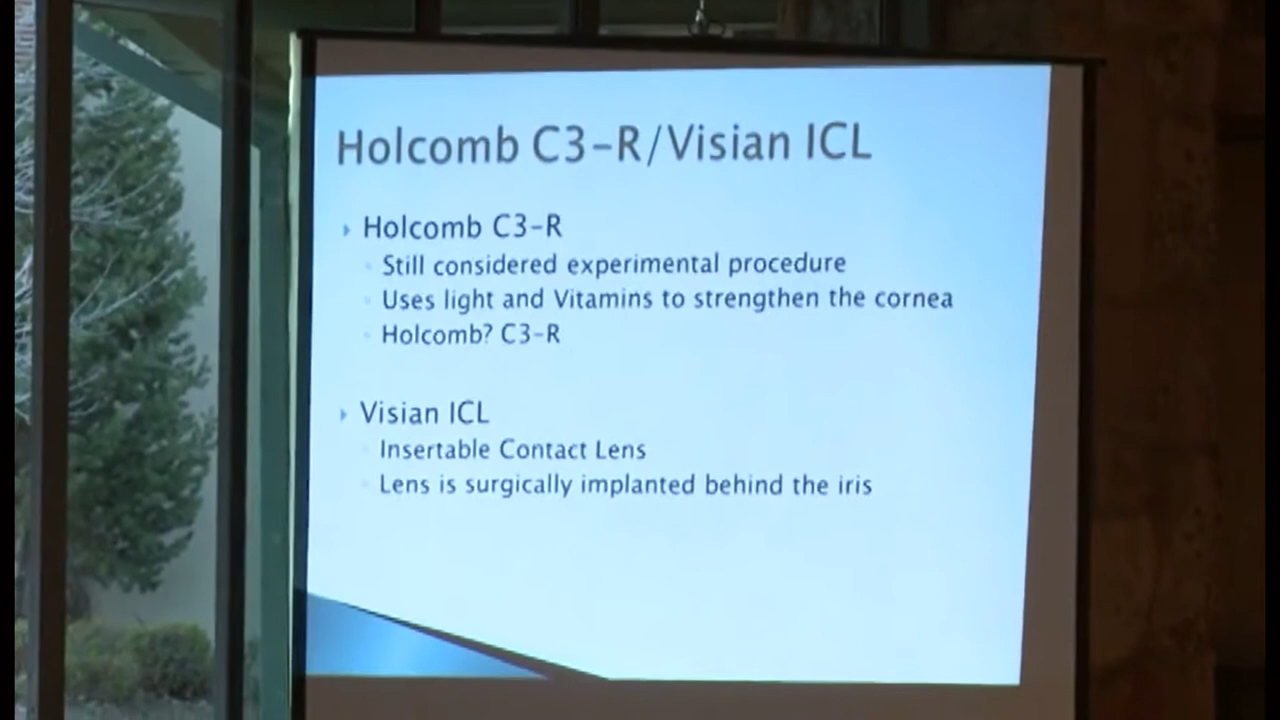 Holcomb C3-R/Visian ICL
Holcomb C3-R
Still considered experimental procedure
Uses light and Vitamins to strengthen the cornea
Holcomb? C3-R
Visian ICL
Insertable Contact Lens
Lens is surgically implanted behind the iris